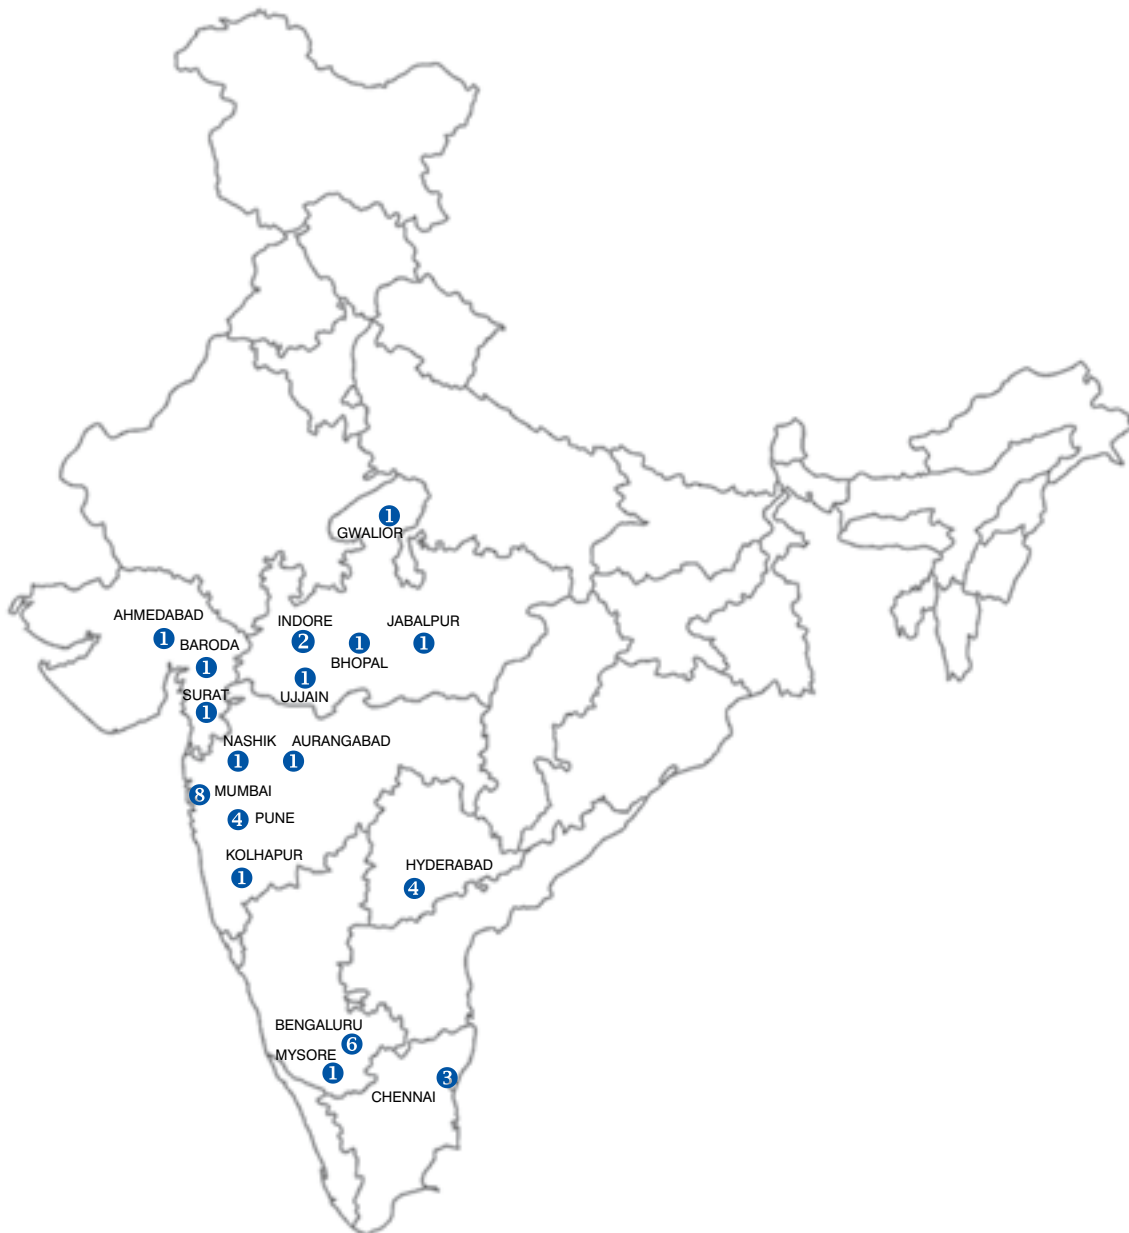 1
GWALIOR
AHMEDABAD
1
BARODA
1
SURAT
1
INDORE
2
1
BHOPAL
JABALPUR
1
1
UJJAIN
NASHIK
1
AURANGABAD
1
8 MUMBAI
4 PUNE
KOLHAPUR
1
HYDERABAD
4
BENGALURU
6
MYSORE
1
3
CHENNAI